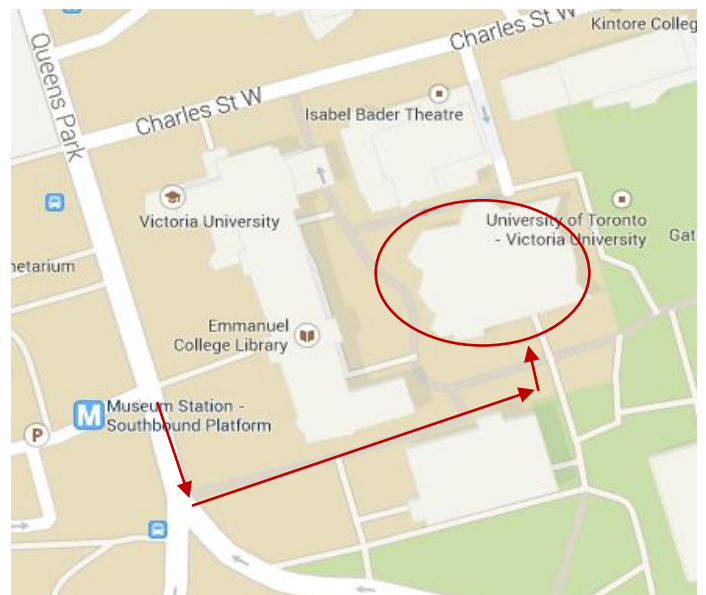 Charles St W
Kintore Colleg
Queens Park
Charles St W
Isabel Bader Theatre
Victoria University
University of Toronto
- Victoria University
Gat
netarium
Emmanuel
College Library
M
Museum Station -
Southbound Platform
P